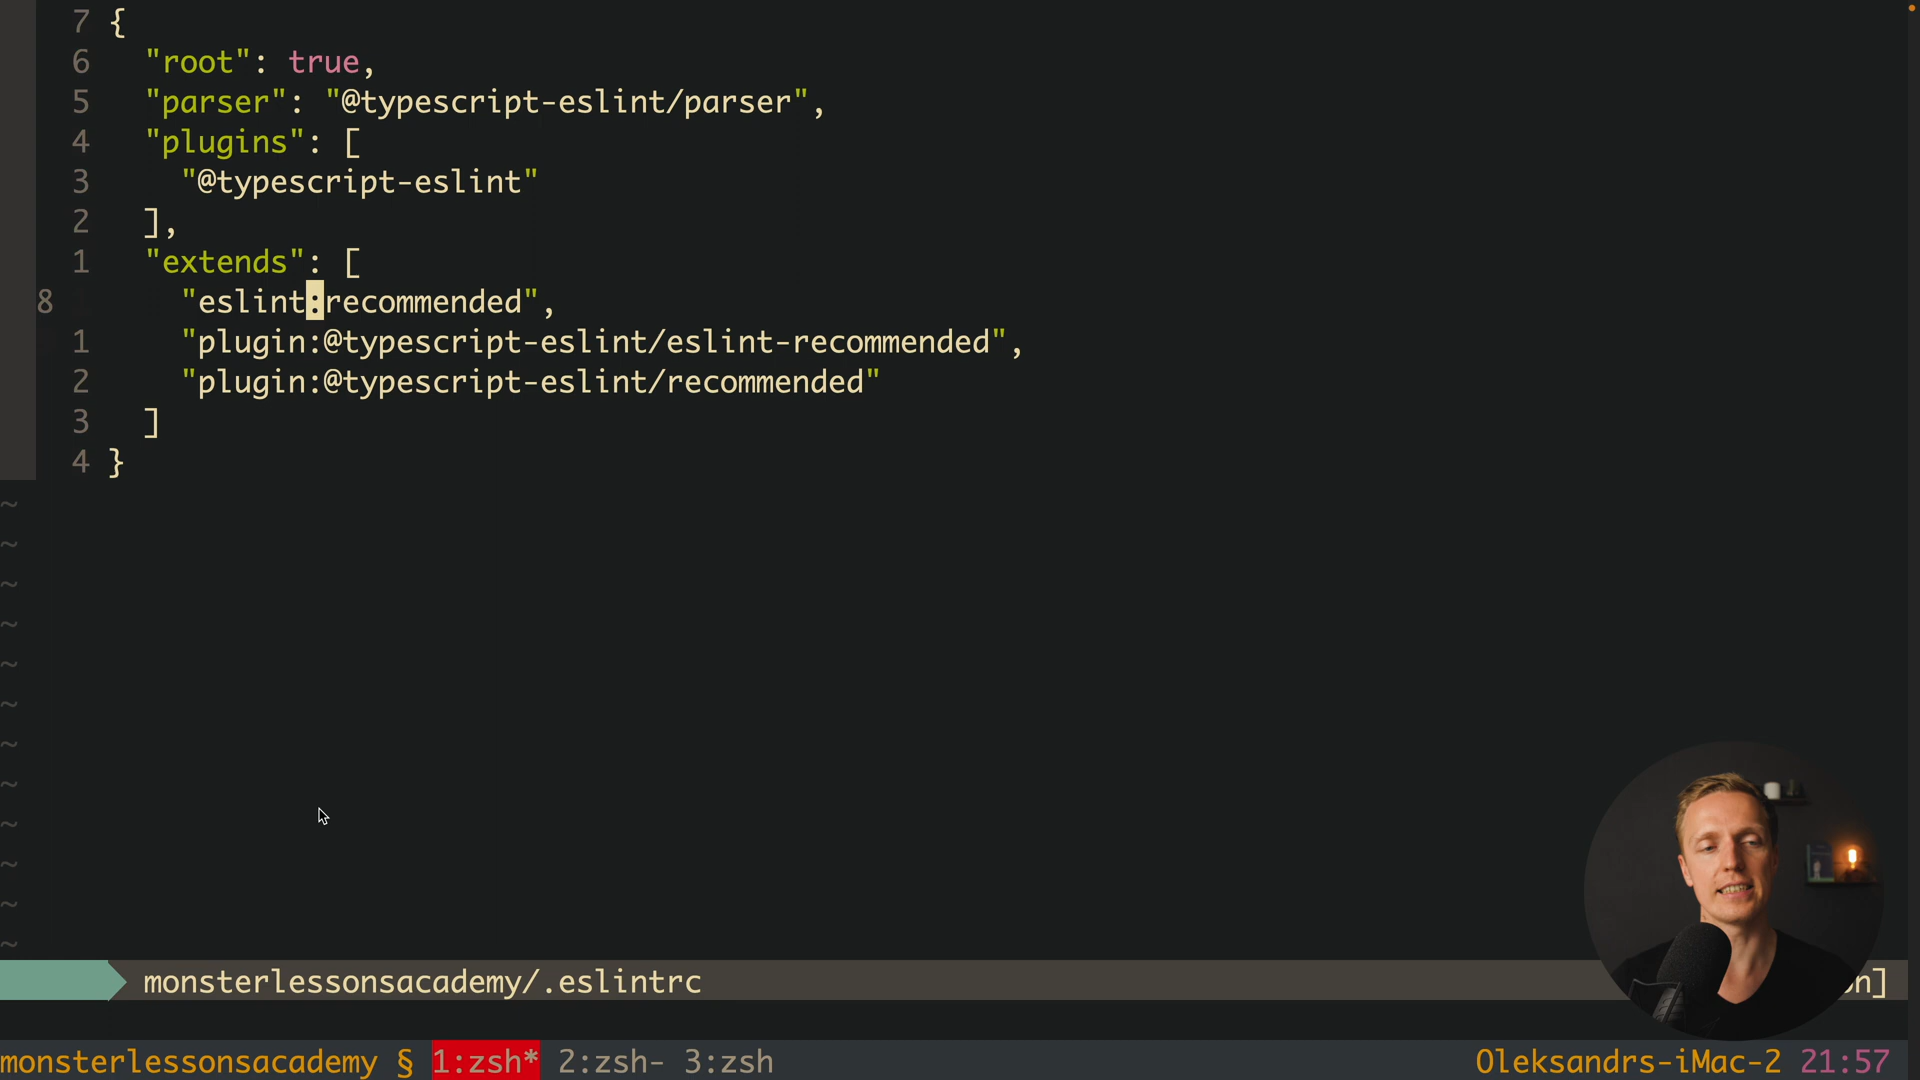 7 {
6   "root": true,
5   "parser": "@typescript-eslint/parser",
4   "plugins": [
3     "@typescript-eslint"
2   ],
1   "extends": [
8     "eslint:recommended",
1     "plugin:@typescript-eslint/eslint-recommended",
2     "plugin:@typescript-eslint/recommended"
3   ]
4 }
~
~
~
~
~
~
~
~
~
~
~
~
monsterlessonsacademy/.eslintrc
monsterlessonsacademy § 1:zsh* 2:zsh- 3:zsh Oleksandrs-iMac-2 21:57